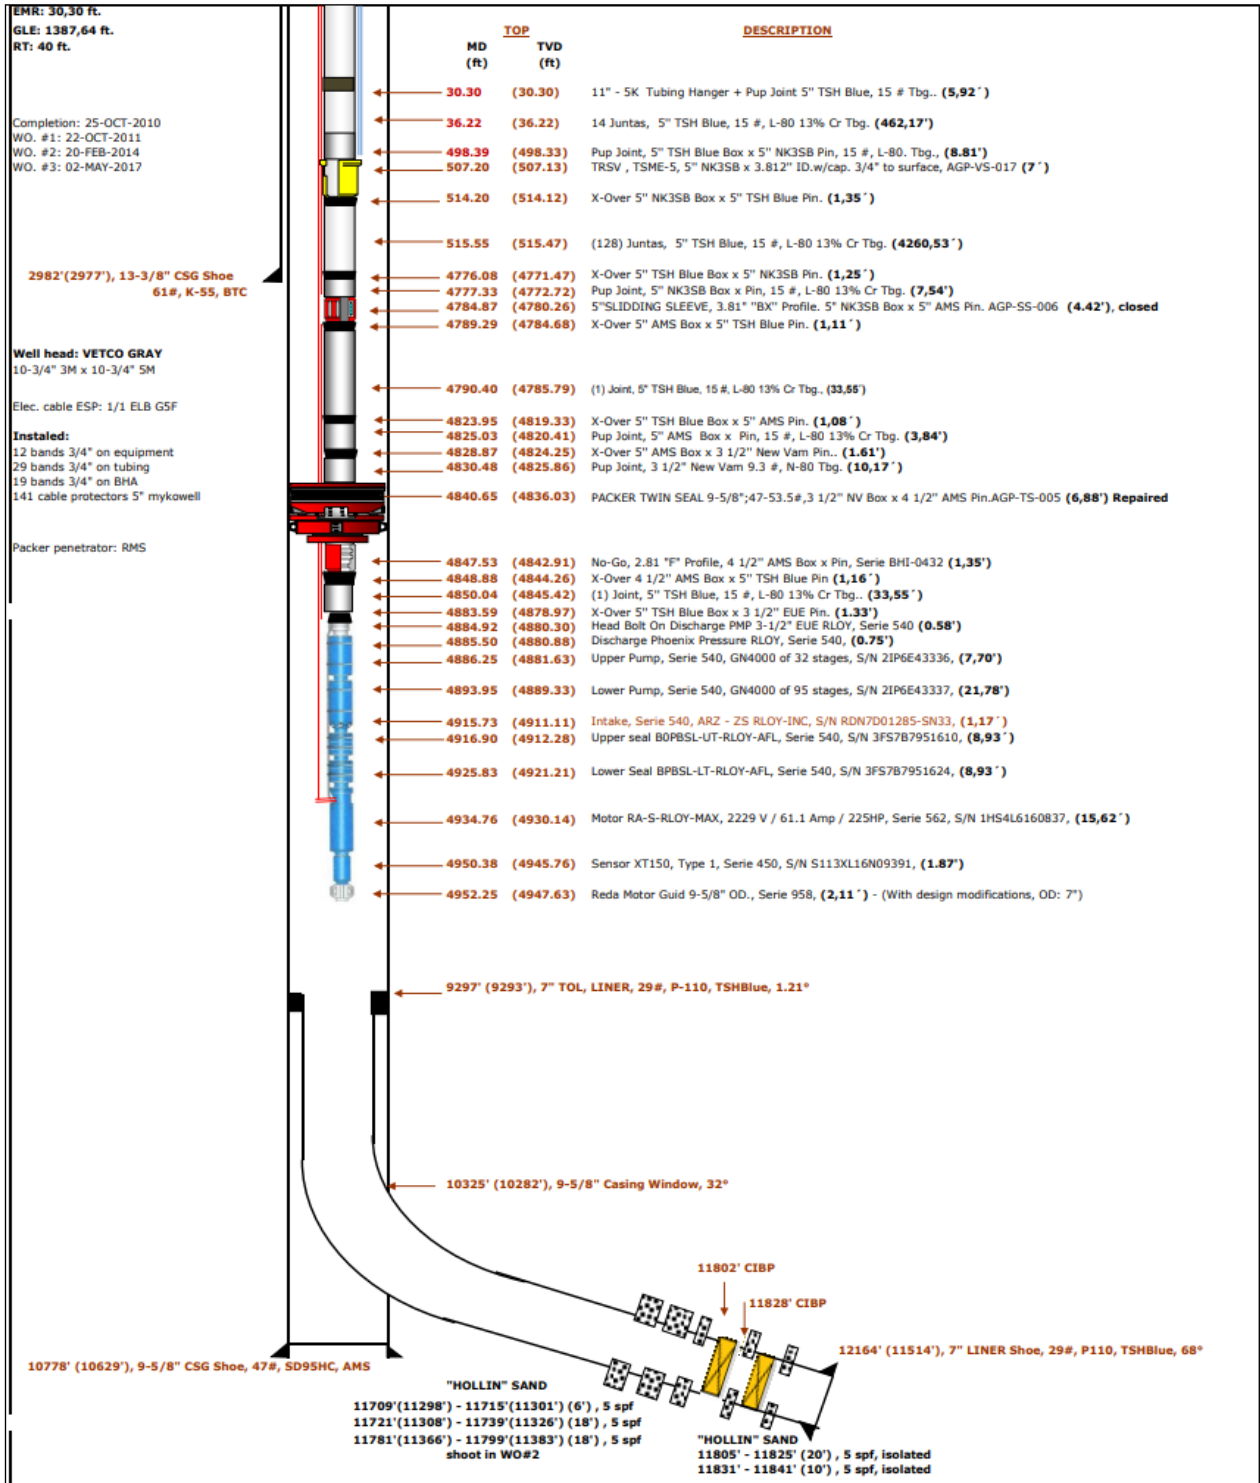 EMR: 30,30 ft.
GLE: 1387,64 ft.
RT: 40 ft.
TOP DESCRIPTION
MD TVD
(ft) (ft)
30.30 (30.30) 11" - 5K Tubing Hanger + Pup Joint 5" TSH Blue, 15 # Tbg.. (5,92´)
Completion: 25-OCT-2010
WO. #1: 22-OCT-2011
WO. #2: 20-FEB-2014
WO. #3: 02-MAY-2017
36.22 (36.22) 14 Juntas, 5" TSH Blue, 15 #, L-80 13% Cr Tbg. (462,17')
498.39 (498.33) Pup Joint, 5" TSH Blue Box x 5" NK3SB Pin, 15 #, L-80. Tbg., (8.81')
507.20 (507.13) TRSV , TSME-5, 5" NK3SB x 3.812" ID.w/cap. 3/4" to surface, AGP-VS-017 (7´)
514.20 (514.12) X-Over 5" NK3SB Box x 5" TSH Blue Pin. (1,35´)
515.55 (515.47) (128) Juntas, 5" TSH Blue, 15 #, L-80 13% Cr Tbg. (4260,53´)
2982'(2977'), 13-3/8" CSG Shoe
61#, K-55, BTC
4776.08 (4771.47) X-Over 5" TSH Blue Box x 5" NK3SB Pin. (1,25´)
4777.33 (4772.72) Pup Joint, 5" NK3SB Box x Pin, 15 #, L-80 13% Cr Tbg. (7,54')
4784.87 (4780.26) 5"SLIDDING SLEEVE, 3.81" "BX" Profile. 5" NK3SB Box x 5" AMS Pin. AGP-SS-006 (4.42'), closed
4789.29 (4784.68) X-Over 5" AMS Box x 5" TSH Blue Pin. (1,11´)
Well head: VETCO GRAY
10-3/4" 3M x 10-3/4" 5M
4790.40 (4785.79) (1) Joint, 5" TSH Blue, 15 #, L-80 13% Cr Tbg., (33,55')
Elec. cable ESP: 1/1 ELB G5F
4823.95 (4819.33) X-Over 5" TSH Blue Box x 5" AMS Pin. (1,08´)
Instaled:
12 bands 3/4" on equipment
29 bands 3/4" on tubing
19 bands 3/4" on BHA
141 cable protectors 5" mykowell
4825.03 (4820.41) Pup Joint, 5" AMS Box x Pin, 15 #, L-80 13% Cr Tbg. (3,84')
4828.87 (4824.25) X-Over 5" AMS Box x 3 1/2" New Vam Pin.. (1.61')
4830.48 (4825.86) Pup Joint, 3 1/2" New Vam 9.3 #, N-80 Tbg. (10,17´)
4840.65 (4836.03) PACKER TWIN SEAL 9-5/8";47-53.5#,3 1/2" NV Box x 4 1/2" AMS Pin.AGP-TS-005 (6,88') Repaired
Packer penetrator: RMS
4847.53 (4842.91) No-Go, 2.81 "F" Profile, 4 1/2" AMS Box x Pin, Serie BHI-0432 (1,35')
4848.88 (4844.26) X-Over 4 1/2" AMS Box x 5" TSH Blue Pin (1,16´)
4850.04 (4845.42) (1) Joint, 5" TSH Blue, 15 #, L-80 13% Cr Tbg.. (33,55´)
4883.59 (4878.97) X-Over 5" TSH Blue Box x 3 1/2" EUE Pin. (1.33')
4884.92 (4880.30) Head Bolt On Discharge PMP 3-1/2" EUE RLOY, Serie 540 (0.58')
4885.50 (4880.88) Discharge Phoenix Pressure RLOY, Serie 540, (0.75')
4886.25 (4881.63) Upper Pump, Serie 540, GN4000 of 32 stages, S/N 2IP6E43336, (7,70')
4893.95 (4889.33) Lower Pump, Serie 540, GN4000 of 95 stages, S/N 2IP6E43337, (21,78')
4915.73 (4911.11) Intake, Serie 540, ARZ - ZS RLOY-INC, S/N RDN7D01285-SN33, (1,17´)
4916.90 (4912.28) Upper seal B0PBSL-UT-RLOY-AFL, Serie 540, S/N 3FS7B7951610, (8,93´)
4925.83 (4921.21) Lower Seal BPBSL-LT-RLOY-AFL, Serie 540, S/N 3FS7B7951624, (8,93´)
4934.76 (4930.14) Motor RA-S-RLOY-MAX, 2229 V / 61.1 Amp / 225HP, Serie 562, S/N 1HS4L6160837, (15,62´)
4950.38 (4945.76) Sensor XT150, Type 1, Serie 450, S/N S113XL16N09391, (1.87')
4952.25 (4947.63) Reda Motor Guid 9-5/8" OD., Serie 958, (2,11´) - (With design modifications, OD: 7")
9297' (9293'), 7" TOL, LINER, 29#, P-110, TSHBlue, 1.21°
10325' (10282'), 9-5/8" Casing Window, 32°
11802' CIBP
11828' CIBP
12164' (11514'), 7" LINER Shoe, 29#, P110, TSHBlue, 68°
10778' (10629'), 9-5/8" CSG Shoe, 47#, SD95HC, AMS
"HOLLIN" SAND
11709'(11298') - 11715'(11301') (6') , 5 spf
11721'(11308') - 11739'(11326') (18') , 5 spf
11781'(11366') - 11799'(11383') (18') , 5 spf
shoot in WO#2
"HOLLIN" SAND
11805' - 11825' (20') , 5 spf, isolated
11831' - 11841' (10') , 5 spf, isolated